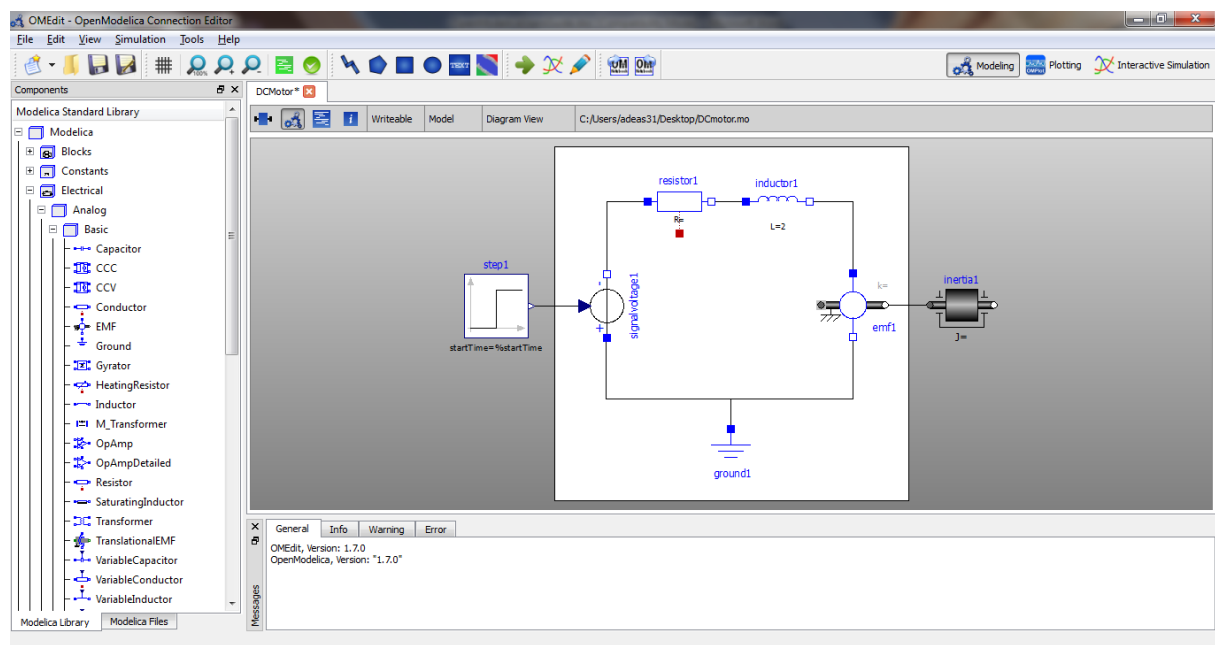 OMEdit - OpenModelica Connection Editor
File Edit View Simulation Tools Help
100% TEXT OM OM Modeling Plotting Interactive Simulation
Components DCMotor*
Modelica Standard Library
Writeable Model Diagram View C:/Users/adeas31/Desktop/DCmotor.mo
Modelica
Blocks
Constants
Electrical
Analog
Basic
Capacitor
CCC
CCV
Conductor
EMF
Ground
Gyrator
HeatingResistor
Inductor
M_Transformer
OpAmp
OpAmpDetailed
Resistor
SaturatingInductor
Transformer
TranslationalEMF
VariableCapacitor
VariableConductor
VariableInductor
Modelica Library Modelica Files
resistor1
R=
inductor1
L=2
step1
startTime=%startTime
-
+
signalvoltage1
k=
emf1
inertia1
J=
ground1
General Info Warning Error
OMEdit, Version: 1.7.0
OpenModelica, Version: "1.7.0"
Messages